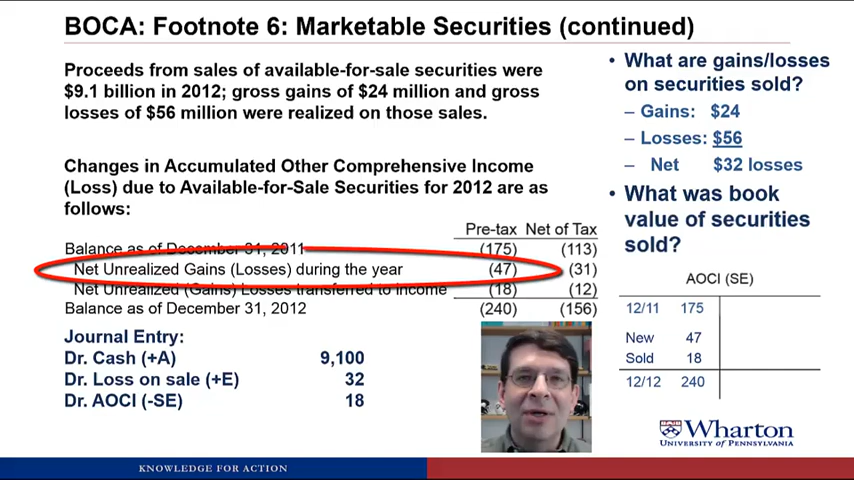 BOCA: Footnote 6: Marketable Securities (continued)
Proceeds from sales of available-for-sale securities were
$9.1 billion in 2012; gross gains of $24 million and gross
losses of $56 million were realized on those sales.
Changes in Accumulated Other Comprehensive Income
(Loss) due to Available-for-Sale Securities for 2012 are as
follows:
Pre-tax Net of Tax
Balance as of December 31, 2011 (175) (113)
Net Unrealized Gains (Losses) during the year (47) (31)
Net Unrealized (Gains) Losses transferred to income (18) (12)
Balance as of December 31, 2012 (240) (156)
Journal Entry:
Dr. Cash (+A) 9,100
Dr. Loss on sale (+E) 32
Dr. AOCI (-SE) 18
• What are gains/losses
on securities sold?
– Gains: $24
– Losses: $56
– Net $32 losses
• What was book
value of securities
sold?
AOCI (SE)
12/11 175
New 47
Sold 18
12/12 240
Wharton
UNIVERSITY of PENNSYLVANIA
KNOWLEDGE FOR ACTION